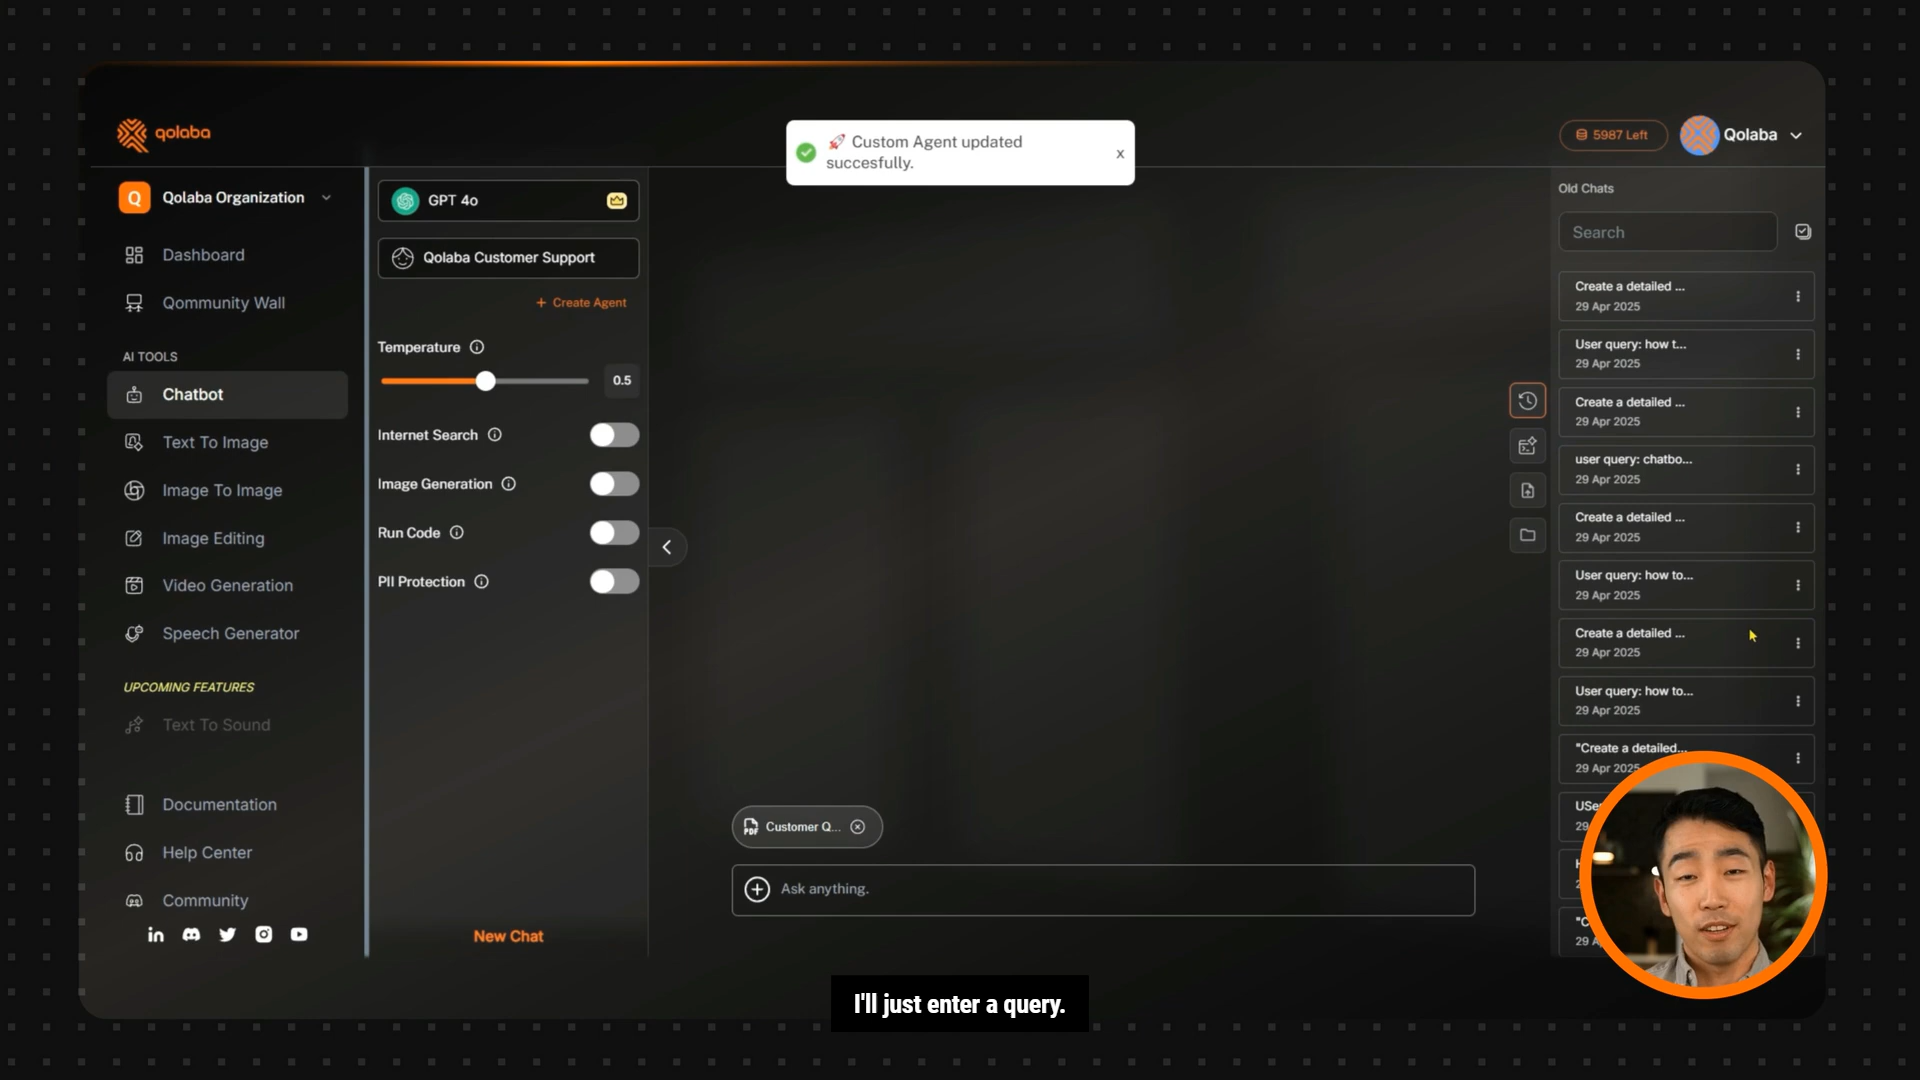 qolaba
🚀 Custom Agent updated
succesfully.
x
5987 Left
Qolaba
Q
Qolaba Organization
Dashboard
Qommunity Wall
AI TOOLS
Chatbot
Text To Image
Image To Image
Image Editing
Video Generation
Speech Generator
UPCOMING FEATURES
Text To Sound
Documentation
Help Center
Community
GPT 4o
Qolaba Customer Support
+ Create Agent
Temperature
0.5
Internet Search
Image Generation
Run Code
PII Protection
New Chat
PDF
Customer Q...
Ask anything.
Old Chats
Search
Create a detailed ...
29 Apr 2025
User query: how t...
29 Apr 2025
Create a detailed ...
29 Apr 2025
user query: chatbo...
29 Apr 2025
Create a detailed ...
29 Apr 2025
User query: how to...
29 Apr 2025
Create a detailed ...
29 Apr 2025
User query: how to...
29 Apr 2025
"Create a detailed...
29 Apr 2025
I'll just enter a query.